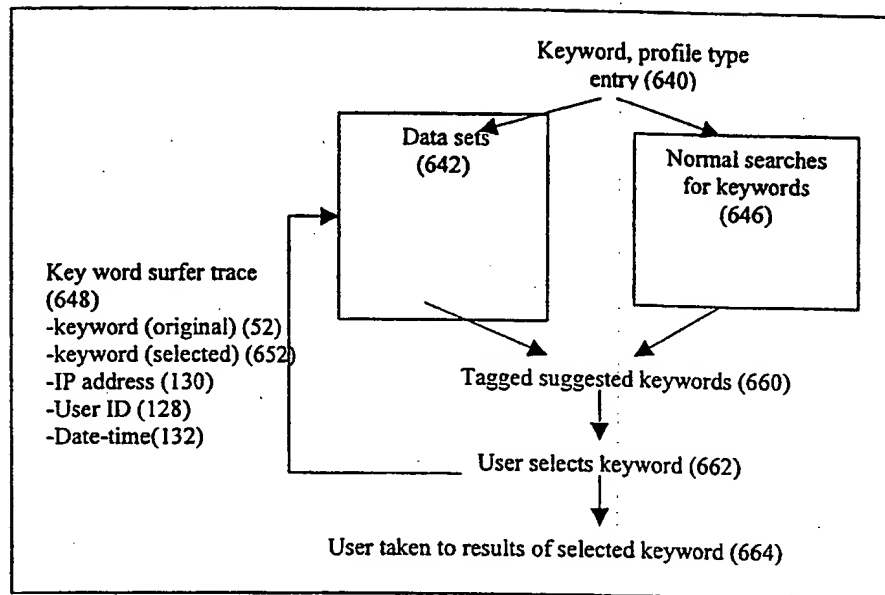 Keyword, profile type
entry (640)
Data sets
(642)
Normal searches
for keywords
(646)
Key word surfer trace
(648)
-keyword (original) (52)
-keyword (selected) (652)
-IP address (130)
-User ID (128)
-Date-time(132)
Tagged suggested keywords (660)
User selects keyword (662)
User taken to results of selected keyword (664)